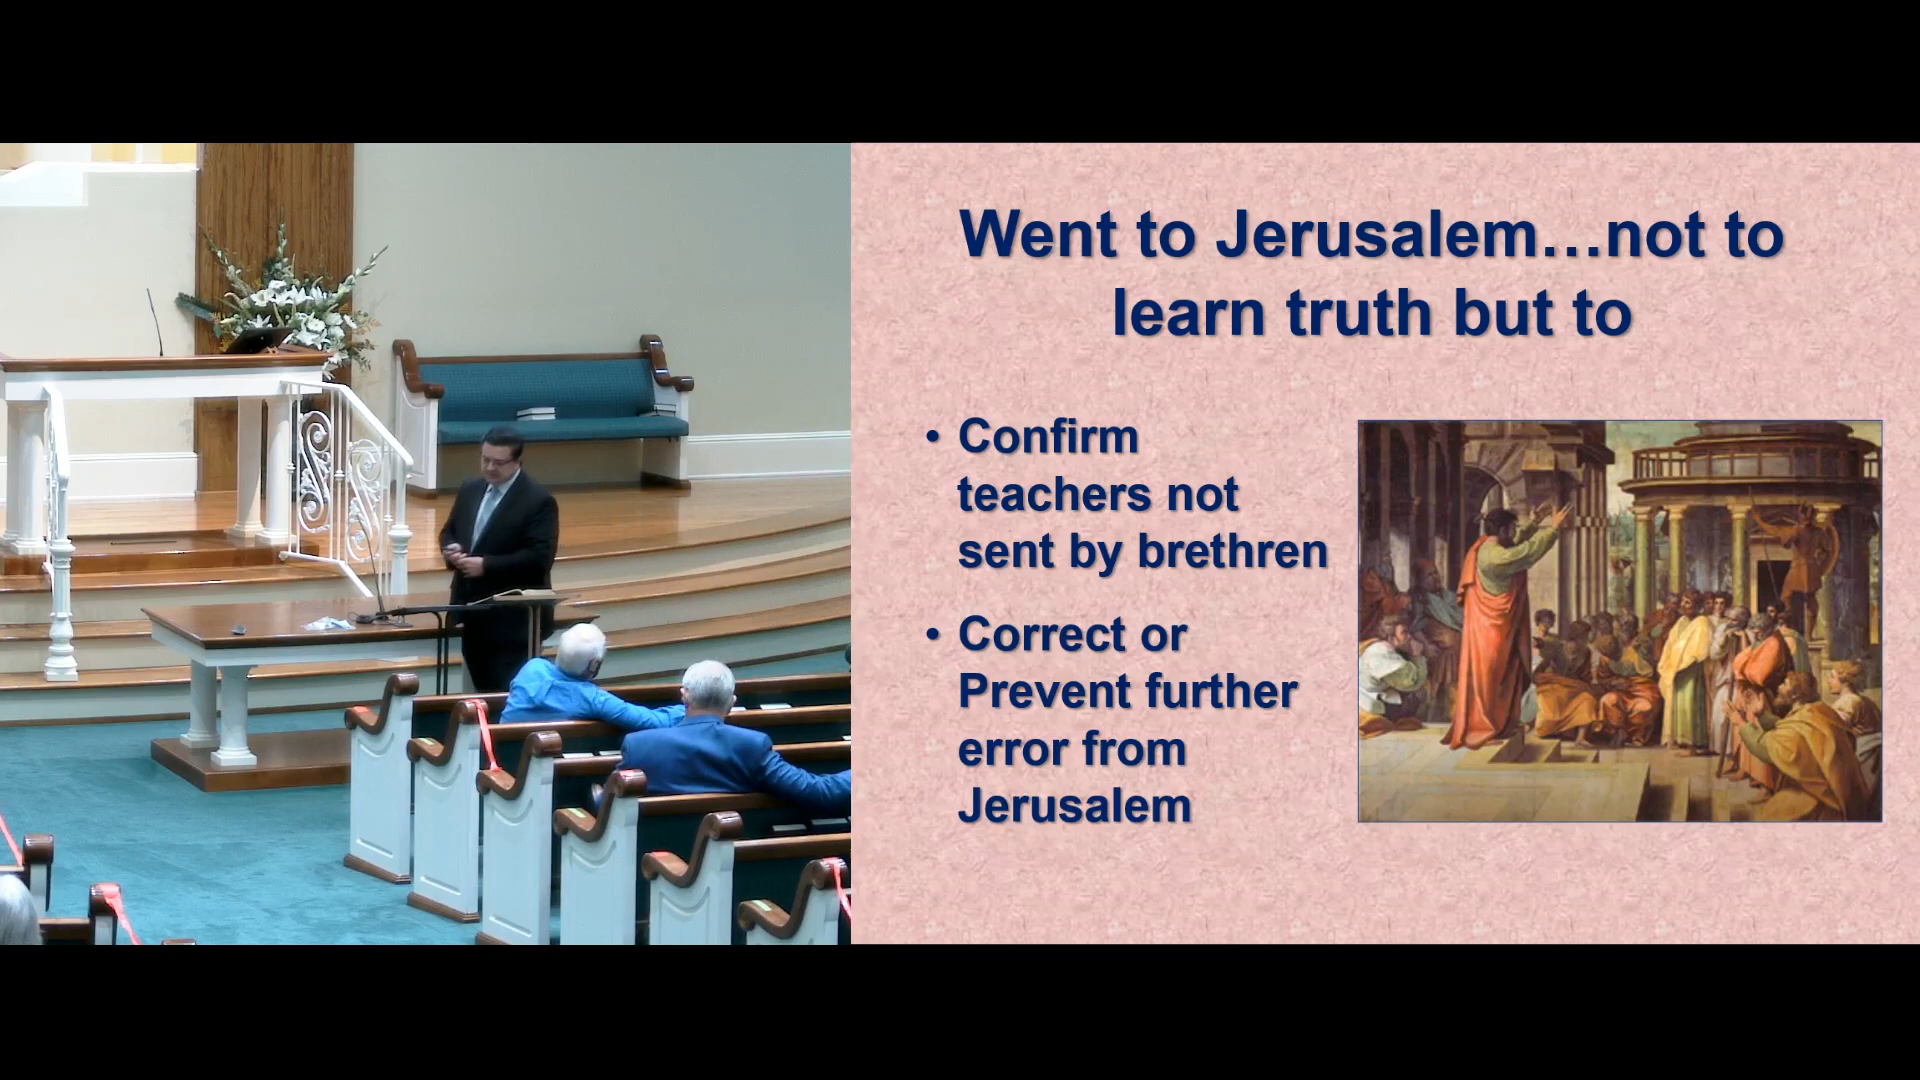 Went to Jerusalem…not to
learn truth but to
• Confirm
teachers not
sent by brethren
• Correct or
Prevent further
error from
Jerusalem